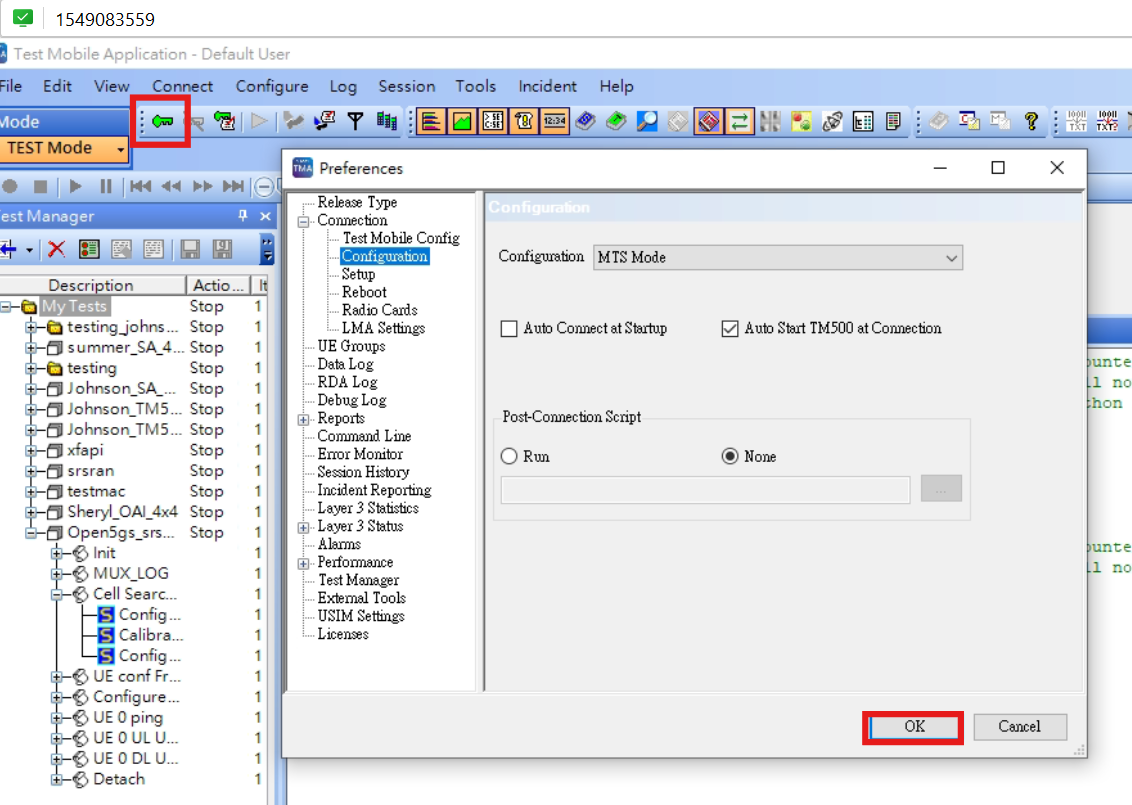 1549083559
Test Mobile Application - Default User
File Edit View Connect Configure Log Session Tools Incident Help
Mode
TEST Mode
12:34
Test Manager
Description Actio... It
My Tests Stop 1
testing_johns... Stop 1
summer_SA_4... Stop 1
testing Stop 1
Johnson_SA_... Stop 1
Johnson_TM5... Stop 1
Johnson_TM5... Stop 1
xfapi Stop 1
srsran Stop 1
testmac Stop 1
Sheryl_OAI_4x4 Stop 1
Open5gs_srs... Stop 1
Init 1
MUX_LOG 1
Cell Searc... 1
Config... 1
Calibra... 1
Config... 1
UE conf Fr... 1
Configure... 1
UE 0 ping 1
UE 0 UL U... 1
UE 0 DL U... 1
Detach 1
TMA Preferences
Release Type
Connection
Test Mobile Config
Configuration
Setup
Reboot
Radio Cards
LMA Settings
UE Groups
Data Log
RDA Log
Debug Log
Reports
Command Line
Error Monitor
Session History
Incident Reporting
Layer 3 Statistics
Layer 3 Status
Alarms
Performance
Test Manager
External Tools
USIM Settings
Licenses
Configuration
Configuration MTS Mode
Auto Connect at Startup Auto Start TM500 at Connection
Post-Connection Script
Run None
...
OK Cancel